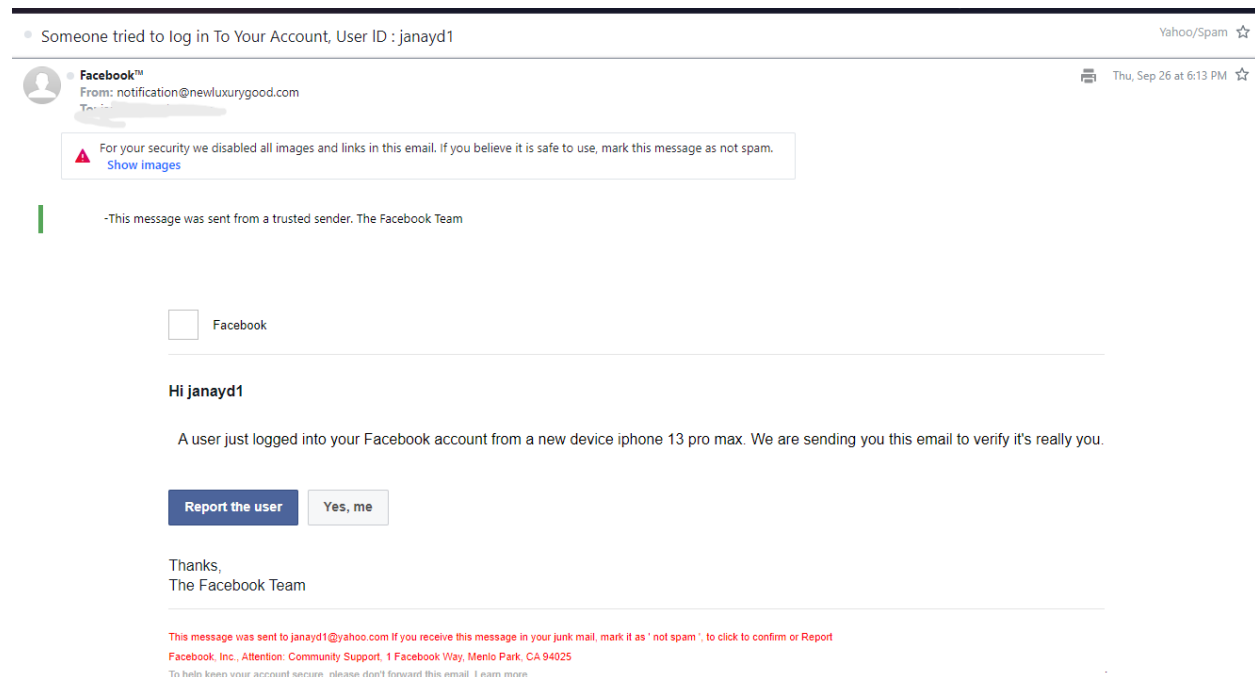 Someone tried to log in To Your Account, User ID : janayd1
Yahoo/Spam
Facebook™
Thu, Sep 26 at 6:13 PM
From: notification@newluxurygood.com
For your security we disabled all images and links in this email. If you believe it is safe to use, mark this message as not spam.
Show images
-This message was sent from a trusted sender. The Facebook Team
Facebook
Hi janayd1
A user just logged into your Facebook account from a new device iphone 13 pro max. We are sending you this email to verify it's really you.
Report the user
Yes, me
Thanks,
The Facebook Team
This message was sent to janayd1@yahoo.com If you receive this message in your junk mail, mark it as ' not spam ', to click to confirm or Report
Facebook, Inc., Attention: Community Support, 1 Facebook Way, Menlo Park, CA 94025
To help keep your account secure, please don't forward this email. Learn more